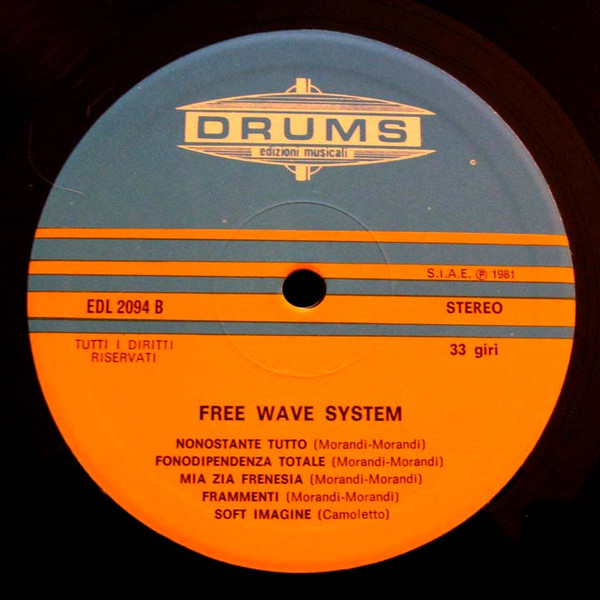 DRUMS
edizioni musicali
S.I.A.E. Ⓟ 1981
EDL 2094 B
STEREO
TUTTI I DIRITTI
RISERVATI
33 giri
FREE WAVE SYSTEM
NONOSTANTE TUTTO (Morandi-Morandi)
FONODIPENDENZA TOTALE (Morandi-Morandi)
MIA ZIA FRENESIA (Morandi-Morandi)
FRAMMENTI (Morandi-Morandi)
SOFT IMAGINE (Camoletto)